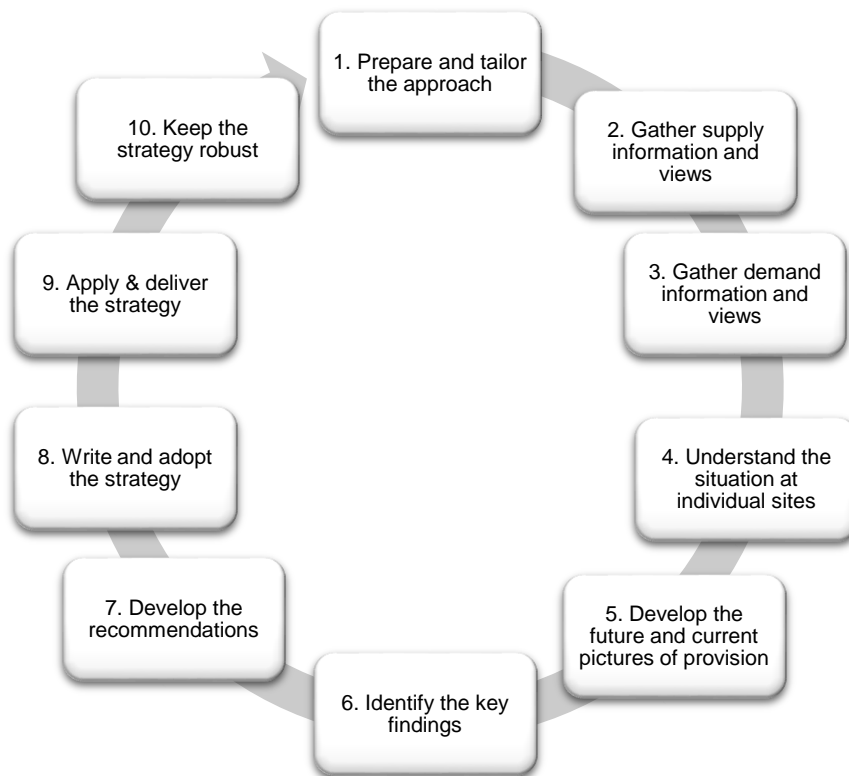 1. Prepare and tailor
the approach
2. Gather supply
information and
views
3. Gather demand
information and
views
4. Understand the
situation at
individual sites
5. Develop the
future and current
pictures of provision
6. Identify the key
findings
7. Develop the
recommendations
8. Write and adopt
the strategy
9. Apply & deliver
the strategy
10. Keep the
strategy robust